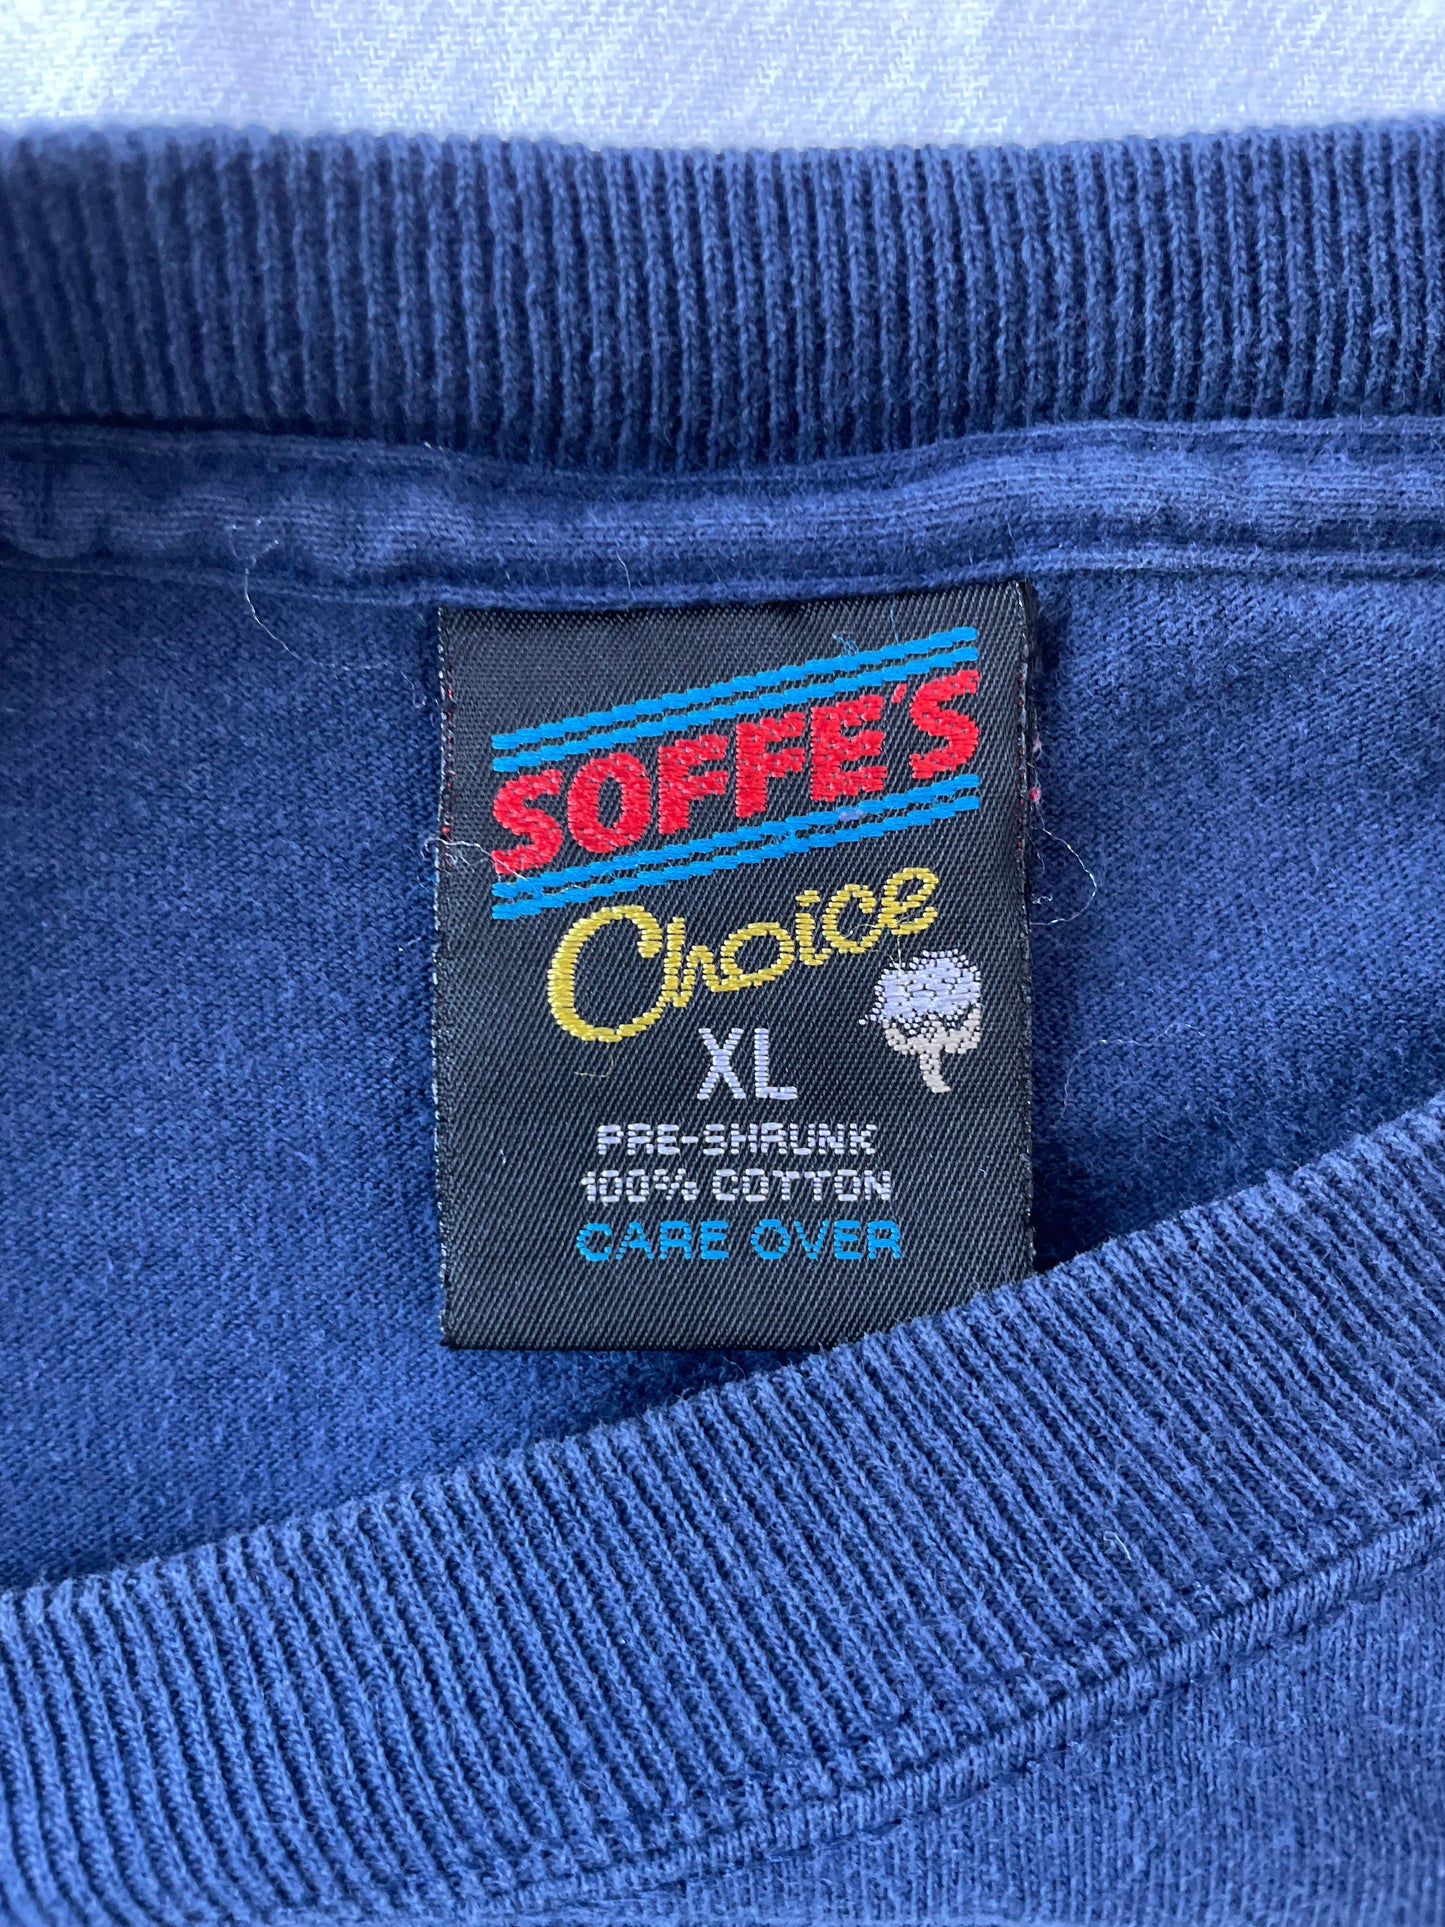 SOFFE'S
Choice
XL
PRE-SHRUNK
100% COTTON
CARE OVER